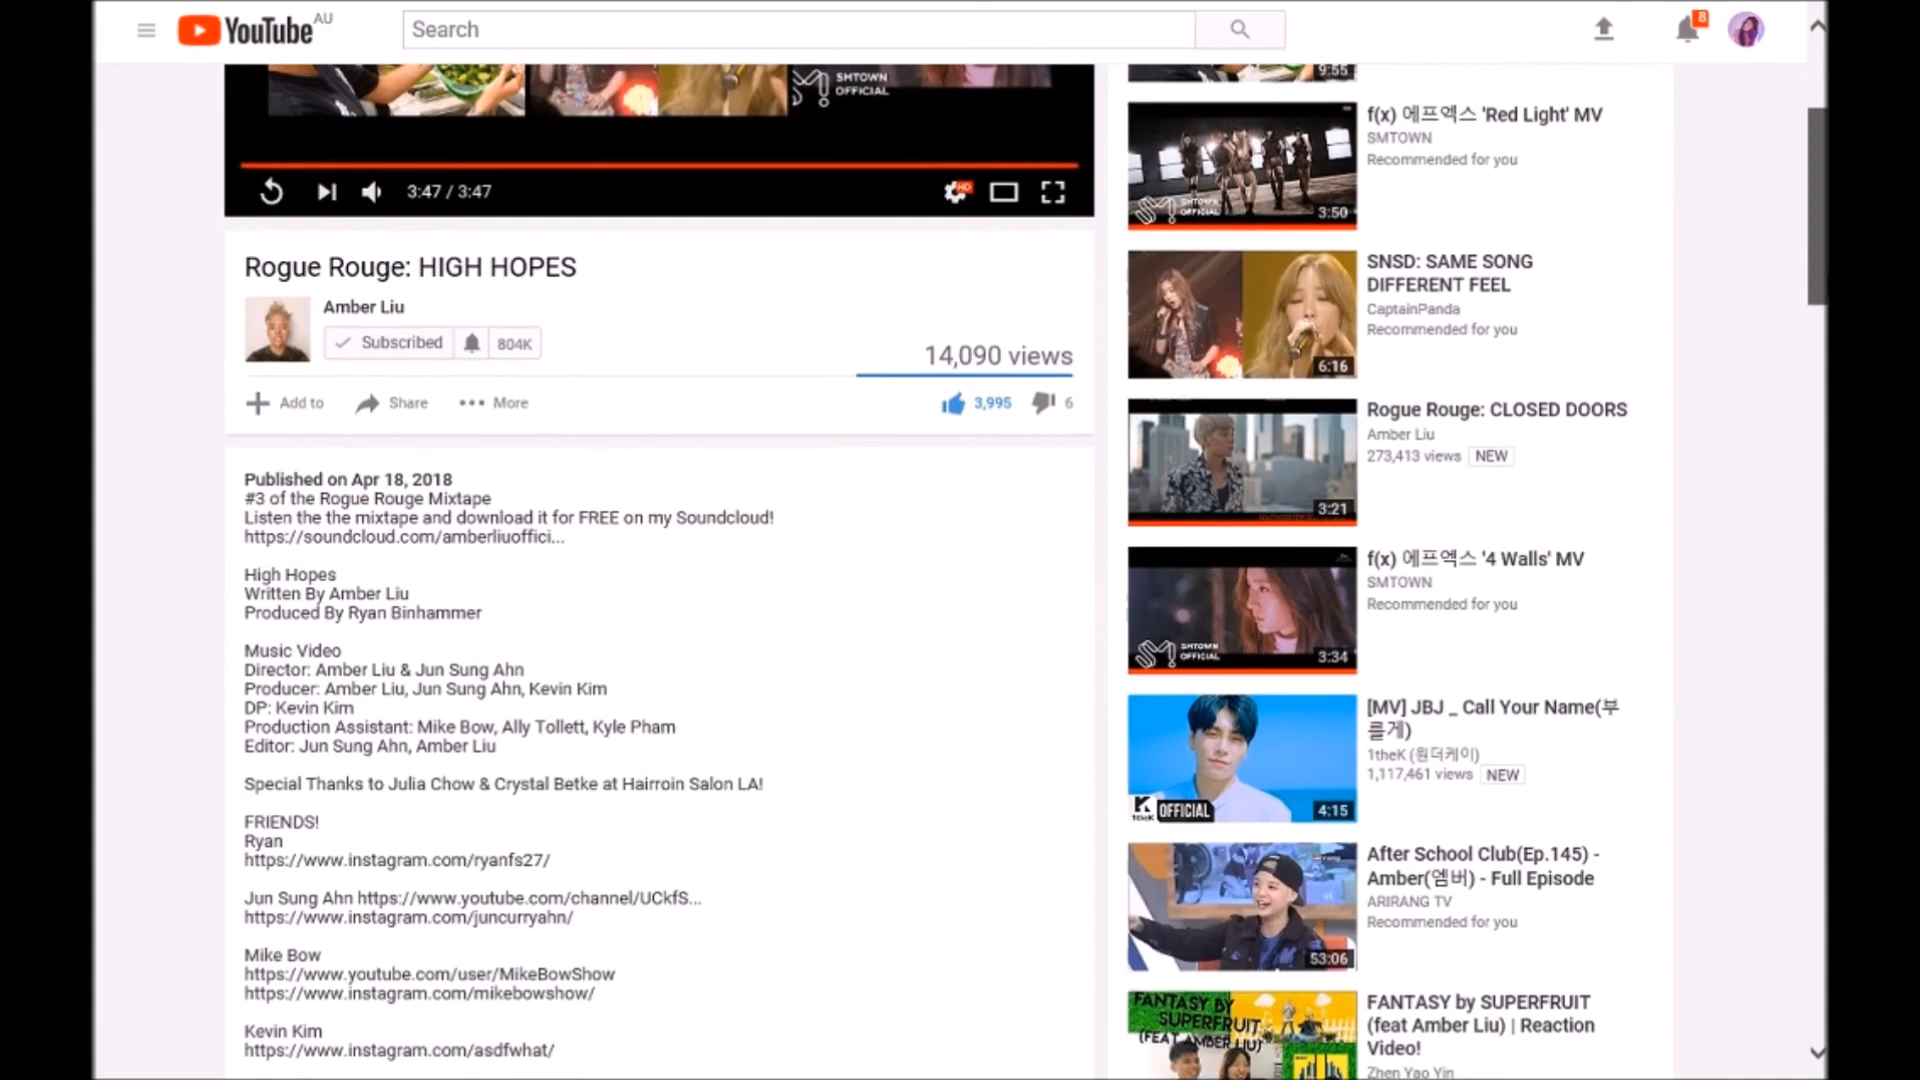 YouTube AU
Search
8
SMTOWN
OFFICIAL
3:47 / 3:47
HD
Rogue Rouge: HIGH HOPES
Amber Liu
Subscribed 804K
14,090 views
Add to Share More
3,995 6
Published on Apr 18, 2018
#3 of the Rogue Rouge Mixtape
Listen the the mixtape and download it for FREE on my Soundcloud!
https://soundcloud.com/amberliuoffici...
High Hopes
Written By Amber Liu
Produced By Ryan Binhammer
Music Video
Director: Amber Liu & Jun Sung Ahn
Producer: Amber Liu, Jun Sung Ahn, Kevin Kim
DP: Kevin Kim
Production Assistant: Mike Bow, Ally Tollett, Kyle Pham
Editor: Jun Sung Ahn, Amber Liu
Special Thanks to Julia Chow & Crystal Betke at Hairroin Salon LA!
FRIENDS!
Ryan
https://www.instagram.com/ryanfs27/
Jun Sung Ahn https://www.youtube.com/channel/UCkfS...
https://www.instagram.com/juncurryahn/
Mike Bow
https://www.youtube.com/user/MikeBowShow
https://www.instagram.com/mikebowshow/
Kevin Kim
https://www.instagram.com/asdfwhat/
9:55
f(x) 에프엑스 'Red Light' MV
SMTOWN
Recommended for you
SMTOWN
OFFICIAL
3:50
SNSD: SAME SONG
DIFFERENT FEEL
CaptainPanda
Recommended for you
6:16
Rogue Rouge: CLOSED DOORS
Amber Liu
273,413 views NEW
3:21
f(x) 에프엑스 '4 Walls' MV
SMTOWN
Recommended for you
SMTOWN
OFFICIAL
3:34
[MV] JBJ _ Call Your Name(부
를게)
1theK (원더케이)
1,117,461 views NEW
K
1theK OFFICIAL
4:15
After School Club(Ep.145) -
Amber(엠버) - Full Episode
ARIRANG TV
Recommended for you
53:06
FANTASY BY
SUPERFRUIT
(FEAT AMBER LIU)
FANTASY by SUPERFRUIT
(feat Amber Liu) | Reaction
Video!
Zhen Yao Yin